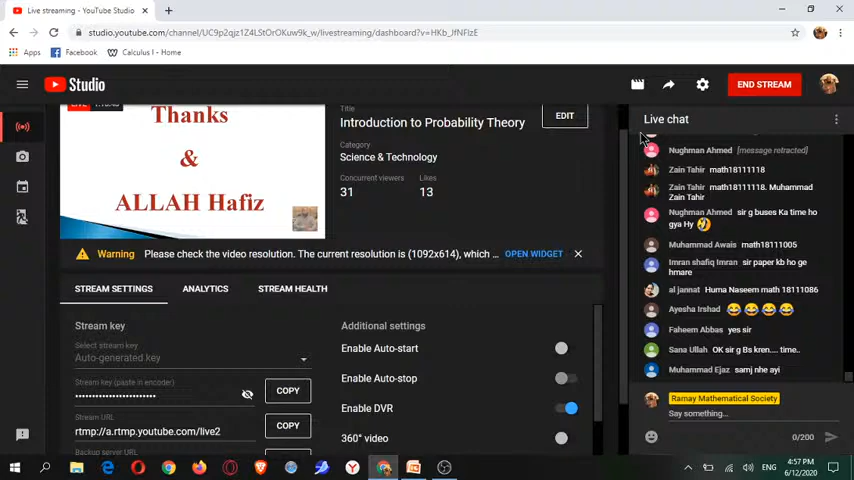 Live streaming - YouTube Studio
studio.youtube.com/channel/UC9p2qjz1Z4LStOrOKuw9k_w/livestreaming/dashboard?v=HKb_JfNFIzE
Apps
Facebook
Calculus I - Home
Studio
END STREAM
Thanks
&
ALLAH Hafiz
Title
Introduction to Probability Theory
EDIT
Category
Science & Technology
Concurrent viewers
Likes
31
13
Warning
Please check the video resolution. The current resolution is (1092x614), which ...
OPEN WIDGET
STREAM SETTINGS
ANALYTICS
STREAM HEALTH
Stream key
Select stream key
Auto-generated key
Stream key (paste in encoder)
COPY
Stream URL
rtmp://a.rtmp.youtube.com/live2
COPY
Backup server URL
Additional settings
Enable Auto-start
Enable Auto-stop
Enable DVR
360° video
Live chat
Nughman Ahmed [message retracted]
Zain Tahir math18111118
Zain Tahir math18111118. Muhammad
Zain Tahir
Nughman Ahmed sir g buses Ka time ho
gya Hy 🤣
Muhammad Awais math18111005
Imran shafiq Imran sir paper kb ho ge
hmare
al jannat Huma Naseem math 18111086
Ayesha Irshad 😂 😂 😂 😂
Faheem Abbas yes sir
Sana Ullah OK sir g Bs kren.... time..
Muhammad Ejaz samj nhe ayi
Ramay Mathematical Society
Say something...
0/200
ENG
4:57 PM
6/12/2020